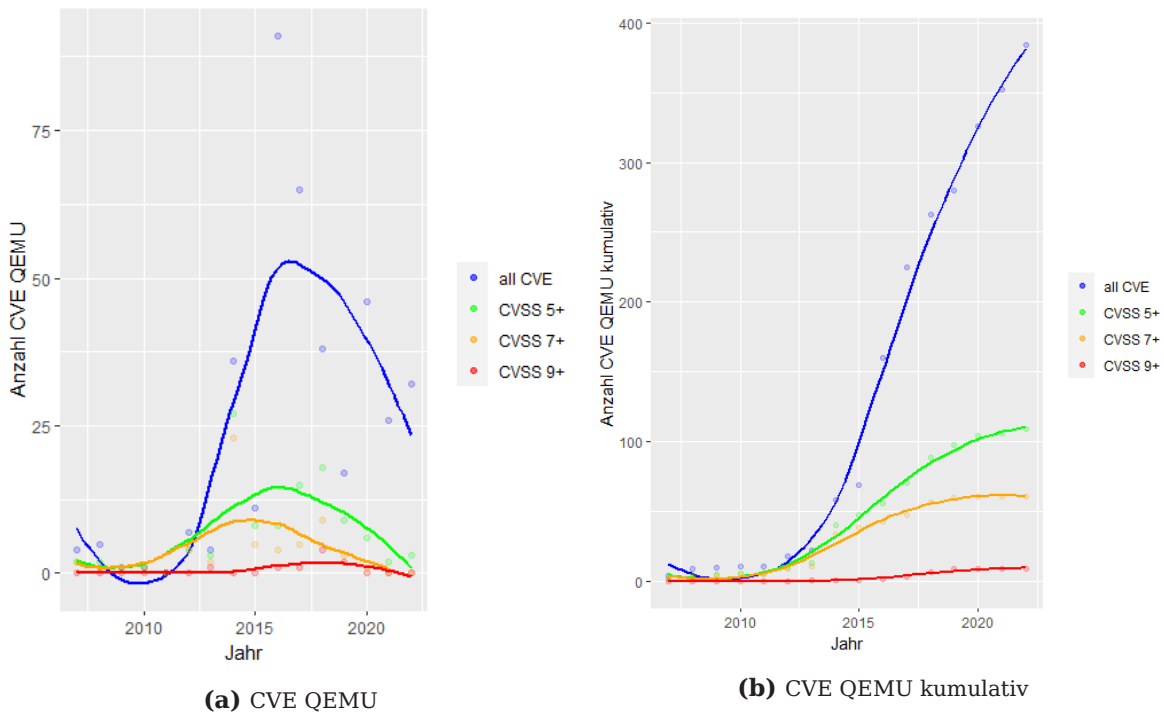 Anzahl CVE QEMU
75
50
25
0
2010
2015
2020
Jahr
all CVE
CVSS 5+
CVSS 7+
CVSS 9+
(a) CVE QEMU
Anzahl CVE QEMU kumulativ
400
300
200
100
0
2010
2015
2020
Jahr
all CVE
CVSS 5+
CVSS 7+
CVSS 9+
(b) CVE QEMU kumulativ